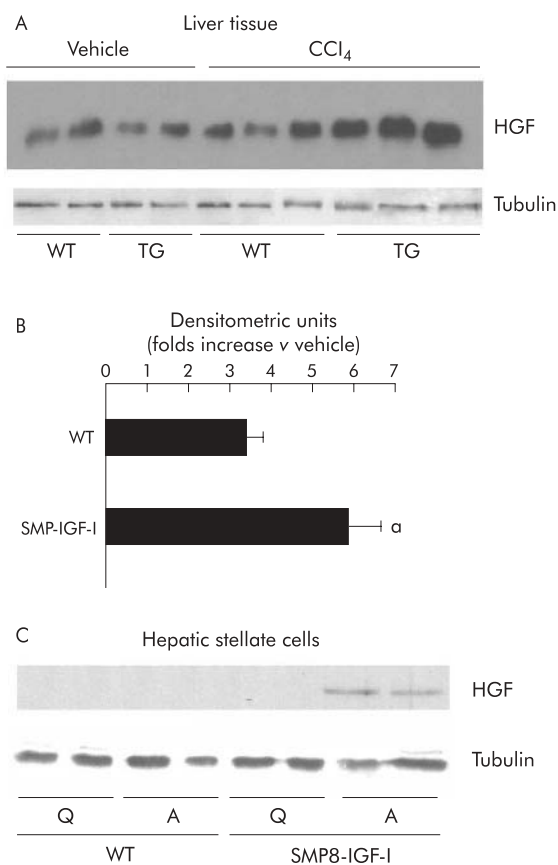 A
Liver tissue
Vehicle
CCl4
HGF
Tubulin
WT
TG
WT
TG
B
Densitometric units
(folds increase v vehicle)
0 1 2 3 4 5 6 7
WT
SMP-IGF-I
a
C
Hepatic stellate cells
HGF
Tubulin
Q A Q A
WT SMP8-IGF-I